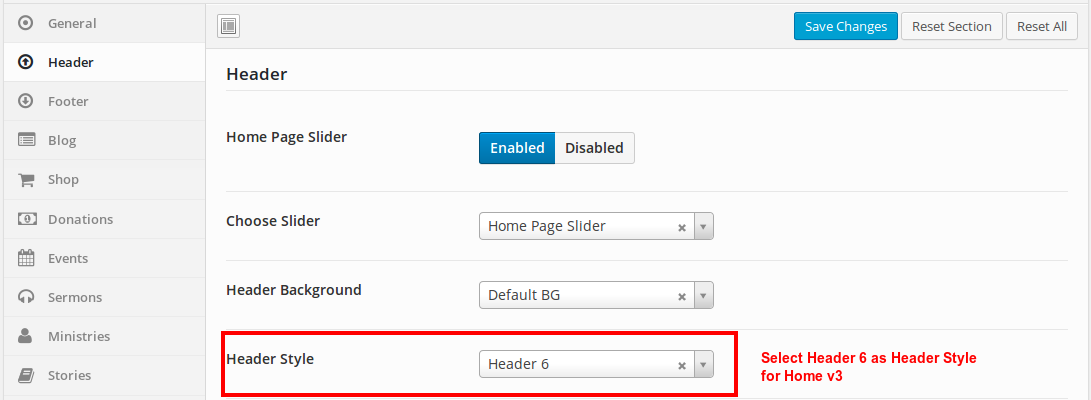 General
Save Changes
Reset Section
Reset All
Header
Header
Footer
Blog
Home Page Slider
Enabled
Disabled
Shop
Donations
Choose Slider
Home Page Slider
Events
Header Background
Default BG
Sermons
Ministries
Header Style
Header 6
Select Header 6 as Header Style
for Home v3
Stories